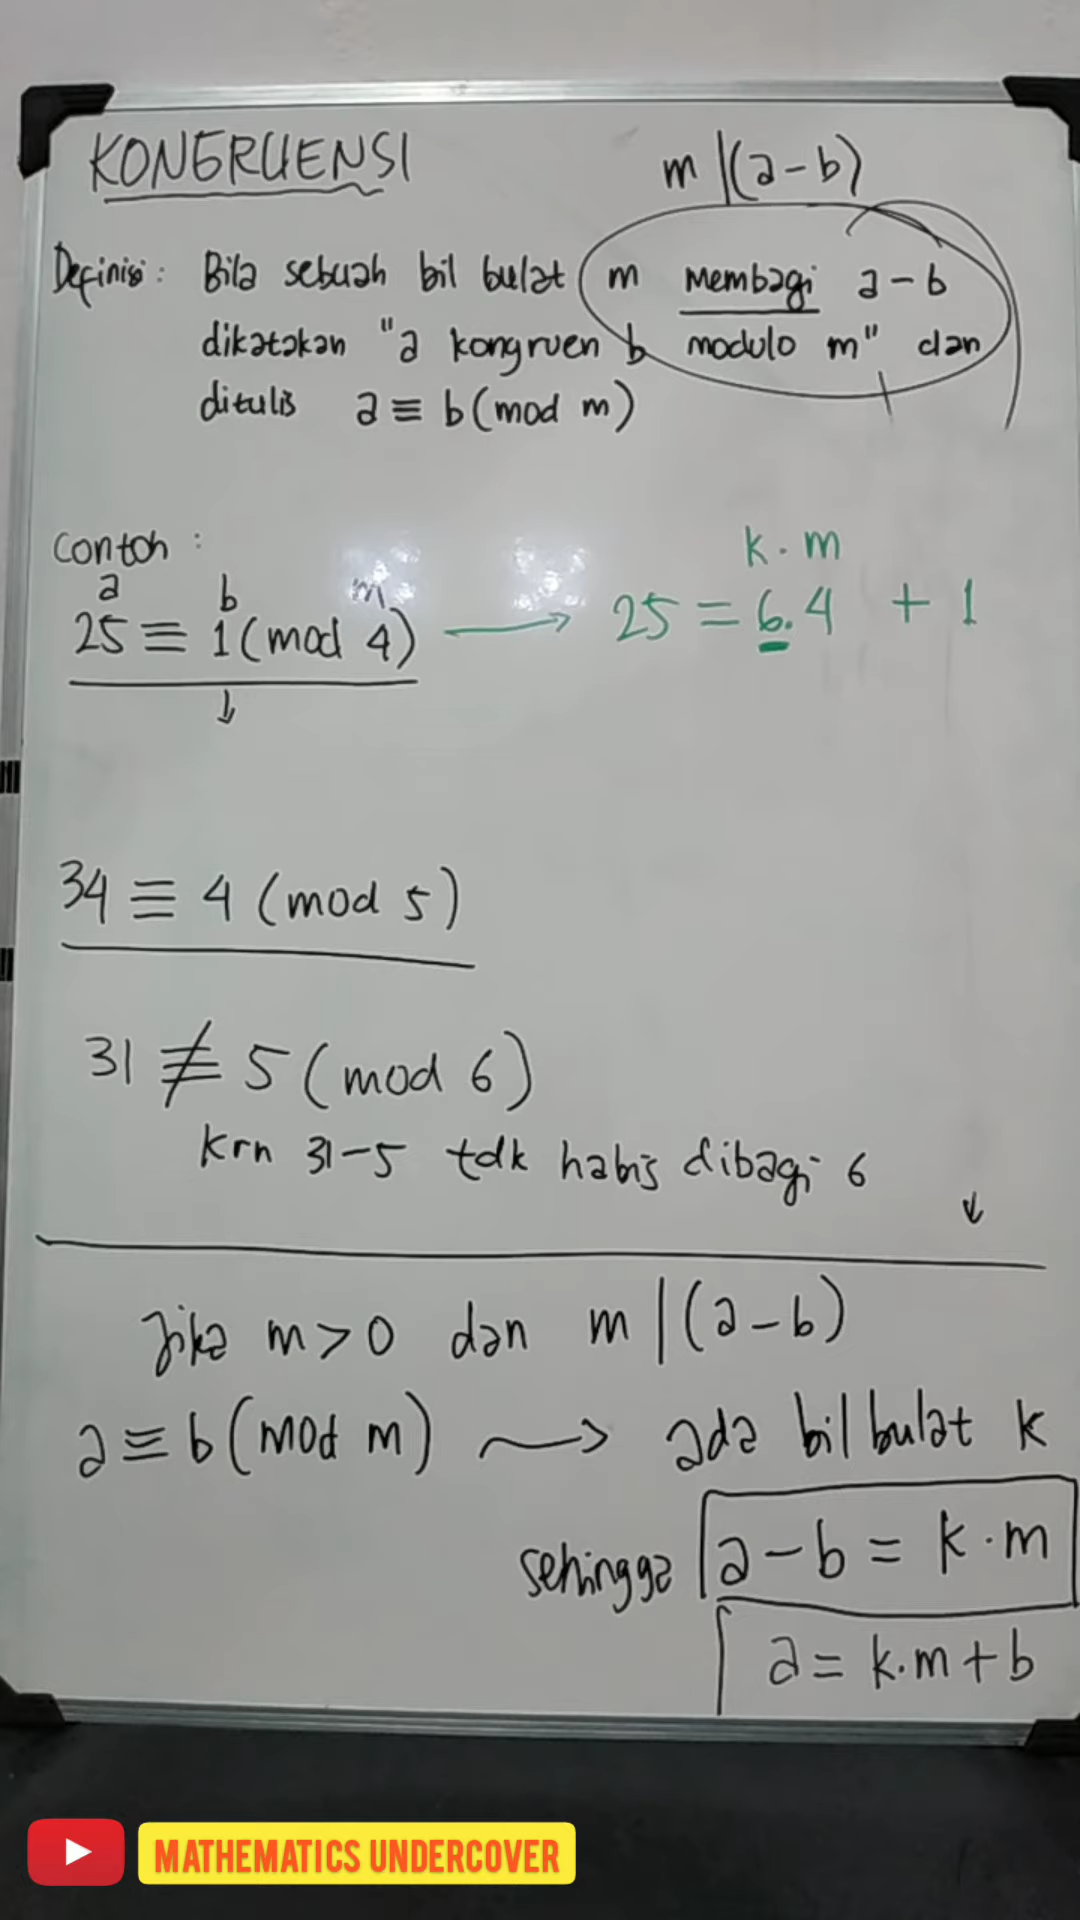 KONGRUENSI
m |(a-b)
Definisi : Bila sebuah bil bulat m membagi a-b
dikatakan "a kongruen b modulo m" dan
ditulis a ≡ b (mod m)
Contoh :
a b m
25 ≡ 1 (mod 4)
k . m
25 = 6.4 + 1
34 ≡ 4 (mod 5)
31 ≢ 5 (mod 6)
krn 31-5 tdk habis dibagi 6
Jika m > 0 dan m | (a-b)
a ≡ b (mod m) → ada bil bulat k
sehingga a-b = k.m
a = k.m + b
MATHEMATICS UNDERCOVER